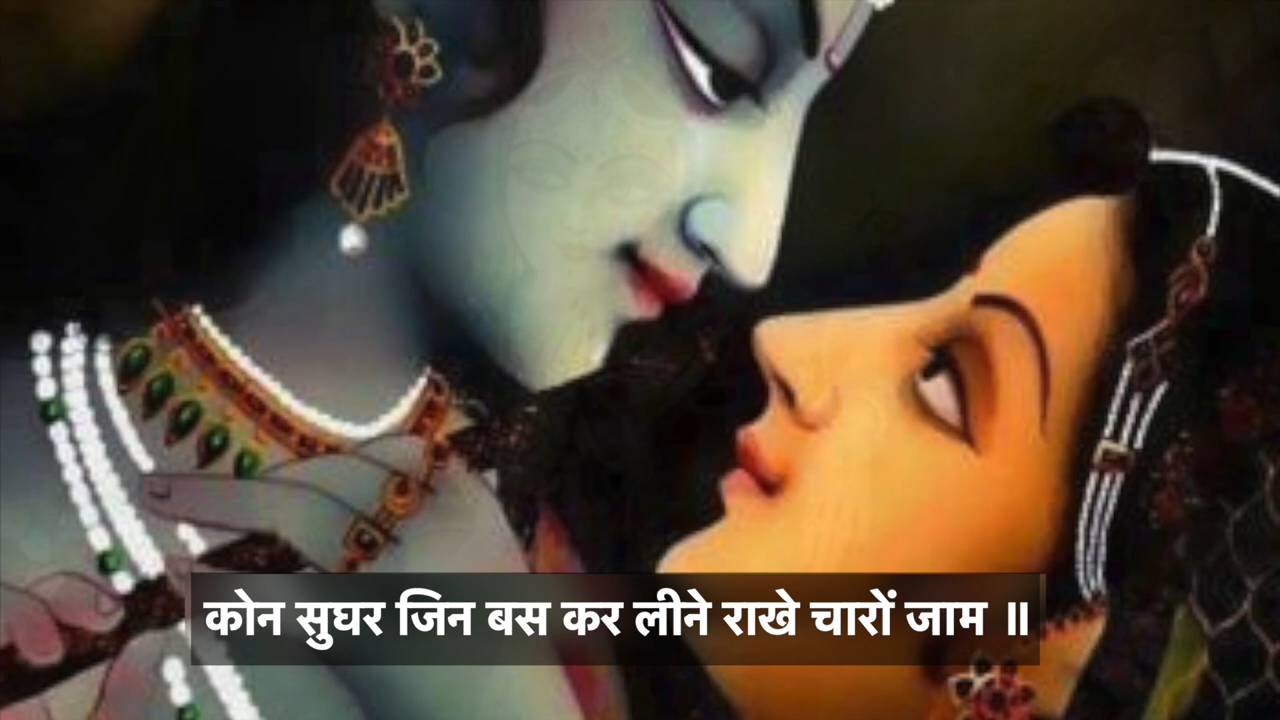 कोन सुघर जिन बस कर लीने राखे चारों जाम ॥